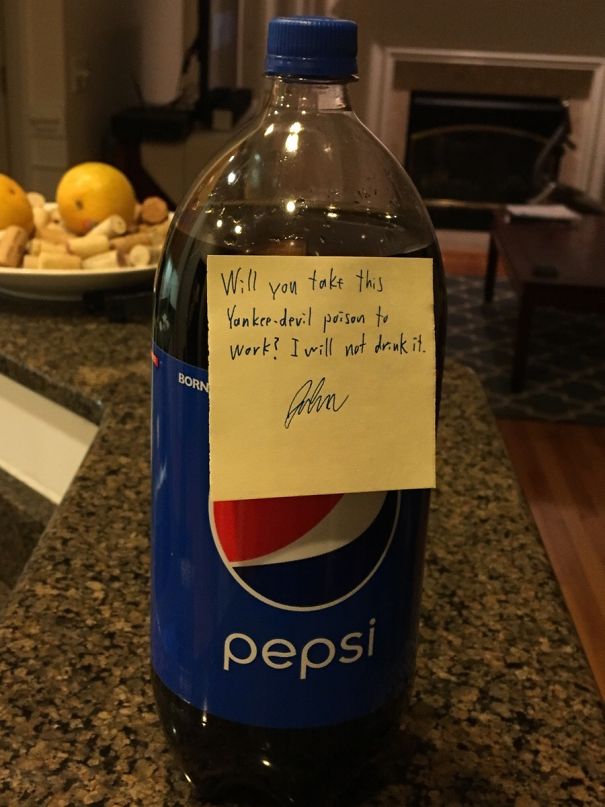 Will you take this
Yankee-devil poison to
work? I will not drink it.
John
BORN
pepsi